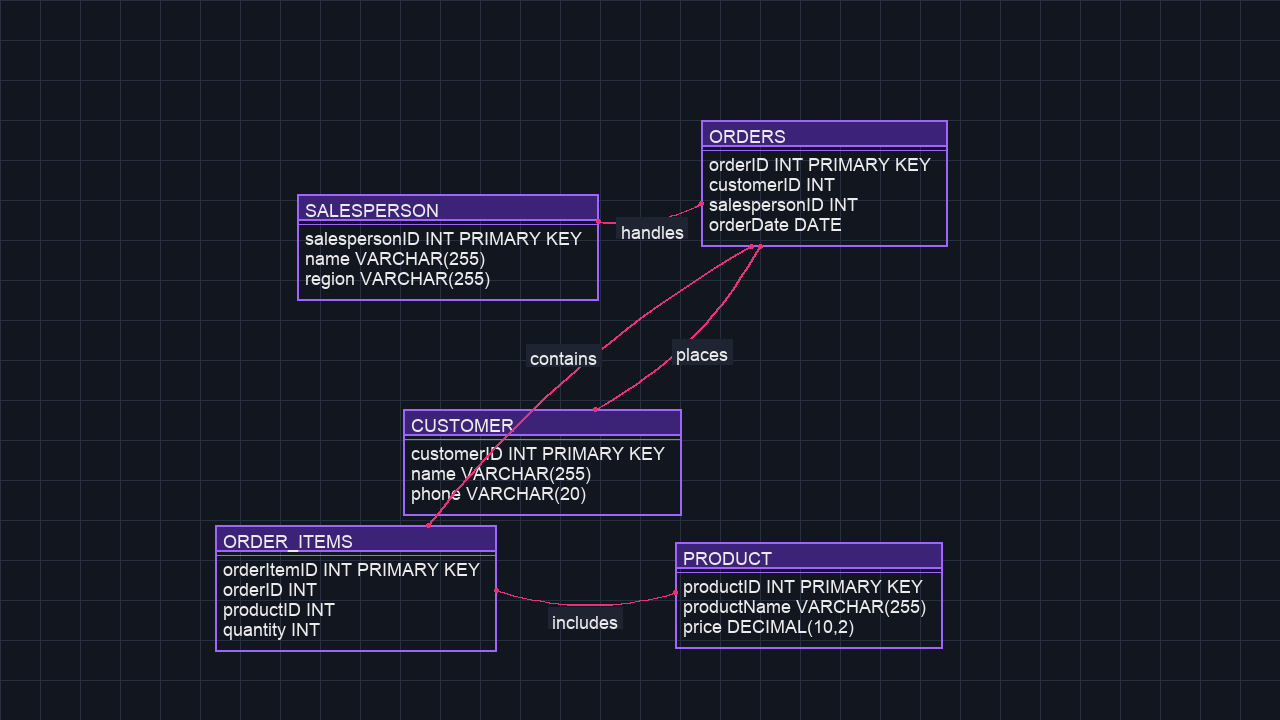 ORDERS
orderID INT PRIMARY KEY
customerID INT
salespersonID INT
orderDate DATE
SALESPERSON
salespersonID INT PRIMARY KEY
name VARCHAR(255)
region VARCHAR(255)
handles
contains
places
CUSTOMER
customerID INT PRIMARY KEY
name VARCHAR(255)
phone VARCHAR(20)
ORDER_ITEMS
orderItemID INT PRIMARY KEY
orderID INT
productID INT
quantity INT
includes
PRODUCT
productID INT PRIMARY KEY
productName VARCHAR(255)
price DECIMAL(10,2)